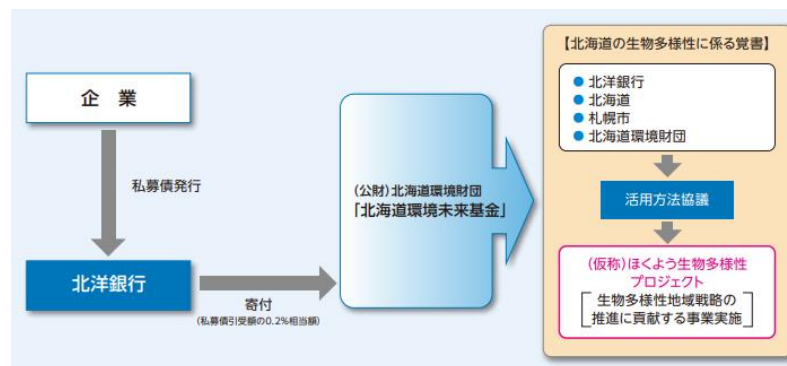 企　業
私募債発行
北洋銀行
寄付
(私募債引受額の0.2%相当額)
(公財)北海道環境財団
「北海道環境未来基金」
【北海道の生物多様性に係る覚書】
● 北洋銀行
● 北海道
● 札幌市
● 北海道環境財団
活用方法協議
(仮称)ほくよう生物多様性
プロジェクト
生物多様性地域戦略の
推進に貢献する事業実施